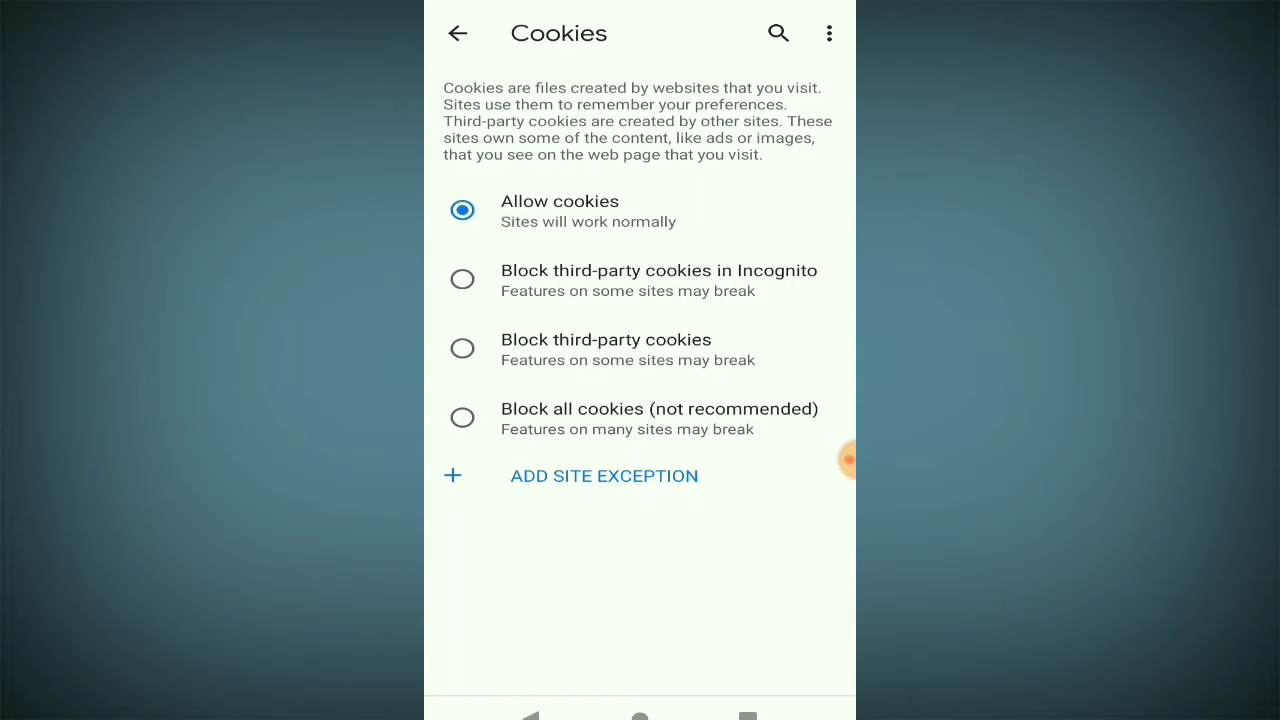 Cookies
Cookies are files created by websites that you visit.
Sites use them to remember your preferences.
Third-party cookies are created by other sites. These
sites own some of the content, like ads or images,
that you see on the web page that you visit.
Allow cookies
Sites will work normally
Block third-party cookies in Incognito
Features on some sites may break
Block third-party cookies
Features on some sites may break
Block all cookies (not recommended)
Features on many sites may break
+ ADD SITE EXCEPTION